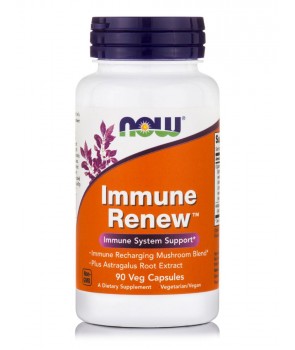 NOW
Immune
Renew™
Immune System Support*
• Immune Recharging Mushroom Blend*
• Plus Astragalus Root Extract
90 Veg Capsules
A Dietary Supplement Vegetarian/Vegan